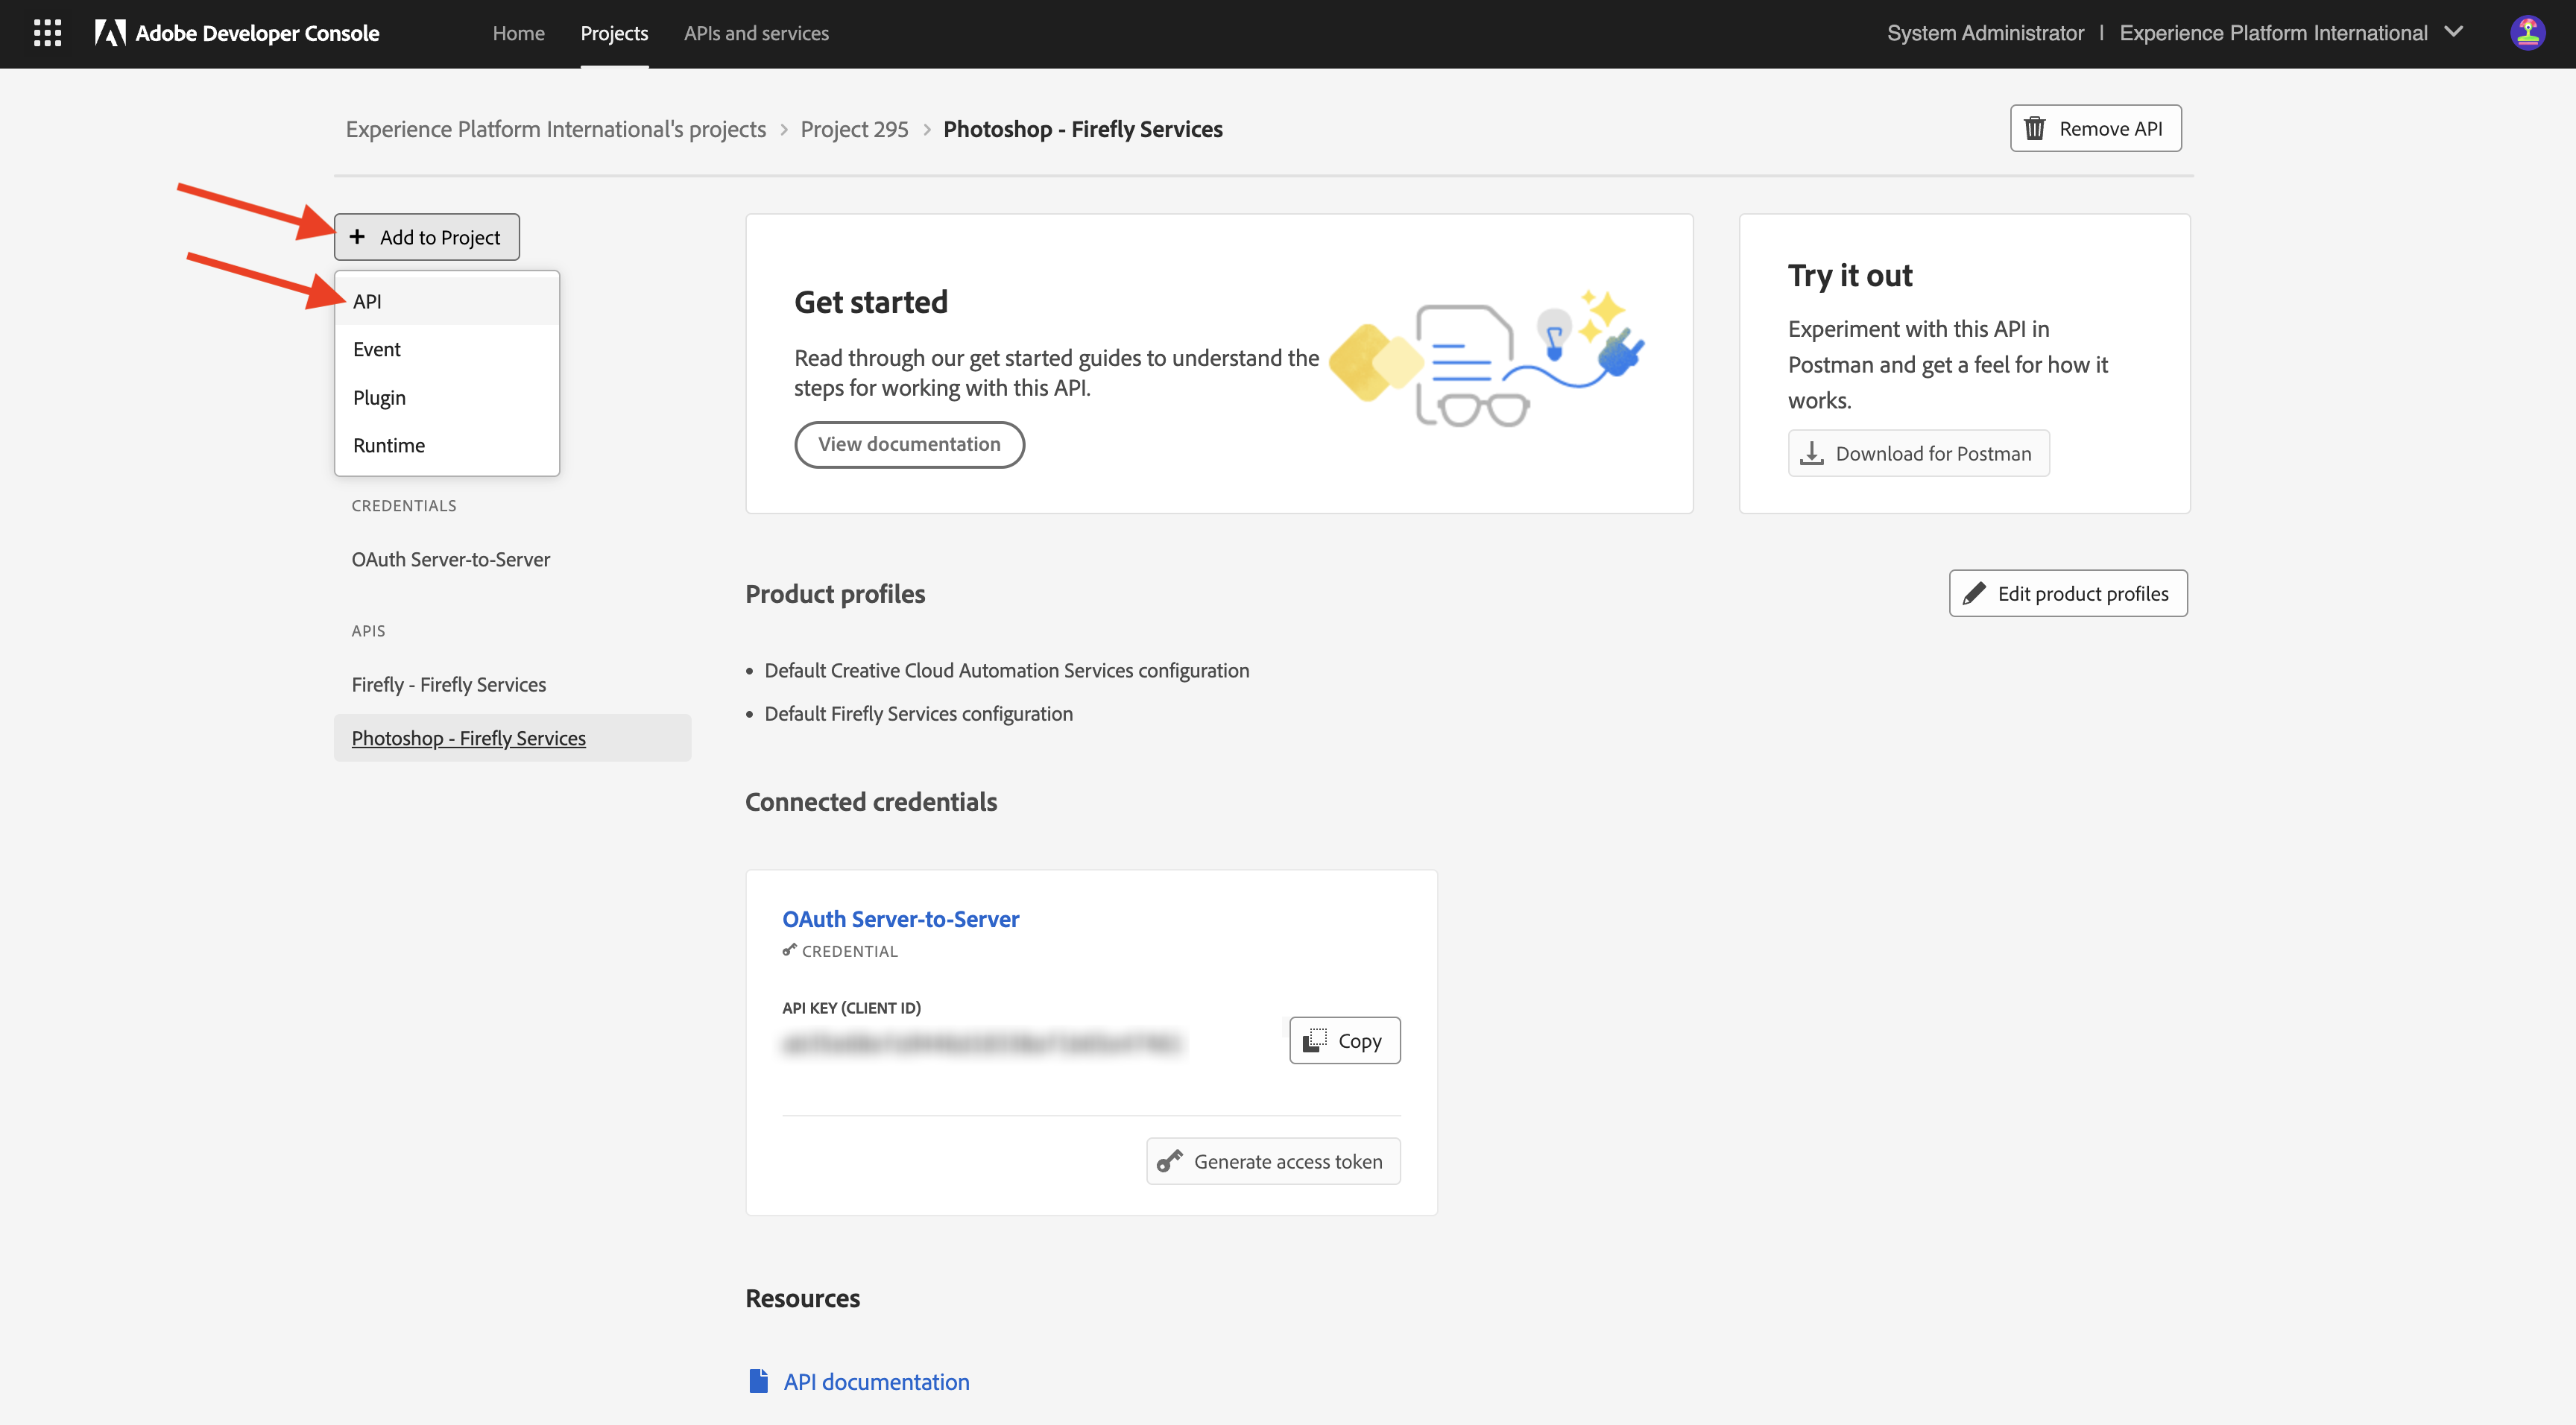 Adobe Developer Console
Home
Projects
APIs and services
System Administrator | Experience Platform International
Experience Platform International's projects > Project 295 > Photoshop - Firefly Services
Remove API
+ Add to Project
API
Event
Plugin
Runtime
CREDENTIALS
OAuth Server-to-Server
APIS
Firefly - Firefly Services
Photoshop - Firefly Services
Get started
Read through our get started guides to understand the
steps for working with this API.
View documentation
Try it out
Experiment with this API in
Postman and get a feel for how it
works.
Download for Postman
Product profiles
Edit product profiles
• Default Creative Cloud Automation Services configuration
• Default Firefly Services configuration
Connected credentials
OAuth Server-to-Server
CREDENTIAL
API KEY (CLIENT ID)
Copy
Generate access token
Resources
API documentation